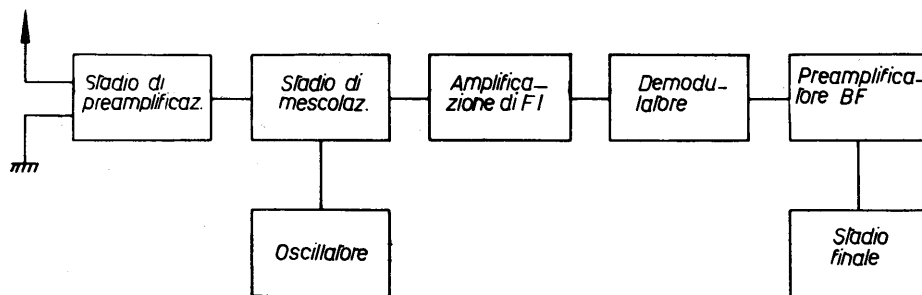 Stadio di
preamplificaz.
Stadio di
mescolaz.
Amplifica-
zione di FI
Demodu-
latore
Preamplifica-
tore BF
Oscillatore
Stadio
finale